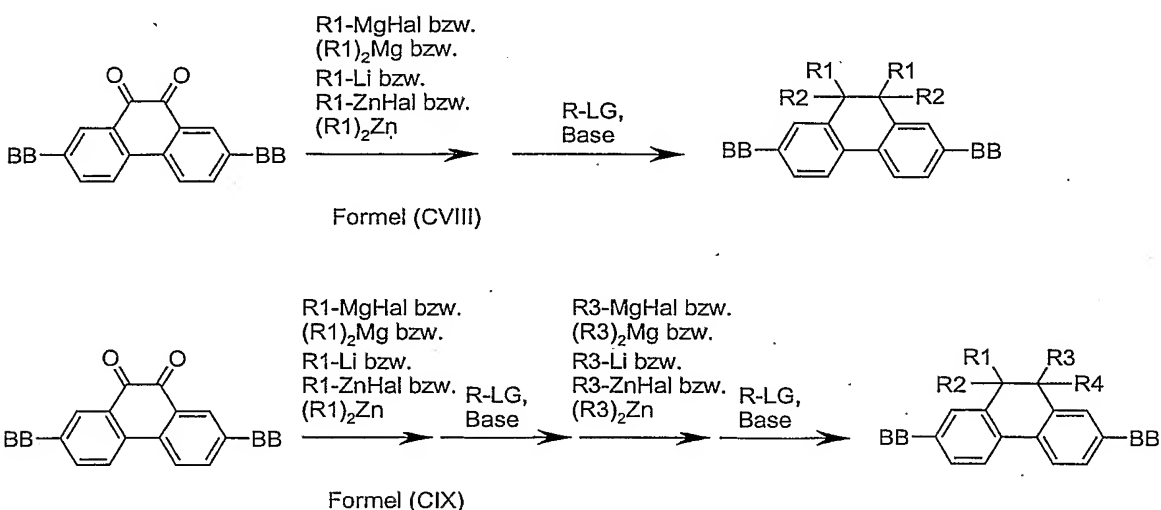 R1-MgHal bzw.
(R1)₂Mg bzw.
R1-Li bzw.
R1-ZnHal bzw.
(R1)₂Zn
R-LG,
Base
O O
BB BB
R1 R1
R2 R2
BB BB
Formel (CVIII)
R1-MgHal bzw.
(R1)₂Mg bzw.
R1-Li bzw.
R1-ZnHal bzw.
(R1)₂Zn
R-LG,
Base
R3-MgHal bzw.
(R3)₂Mg bzw.
R3-Li bzw.
R3-ZnHal bzw.
(R3)₂Zn
R-LG,
Base
O O
BB BB
R1 R3
R2 R4
BB BB
Formel (CIX)